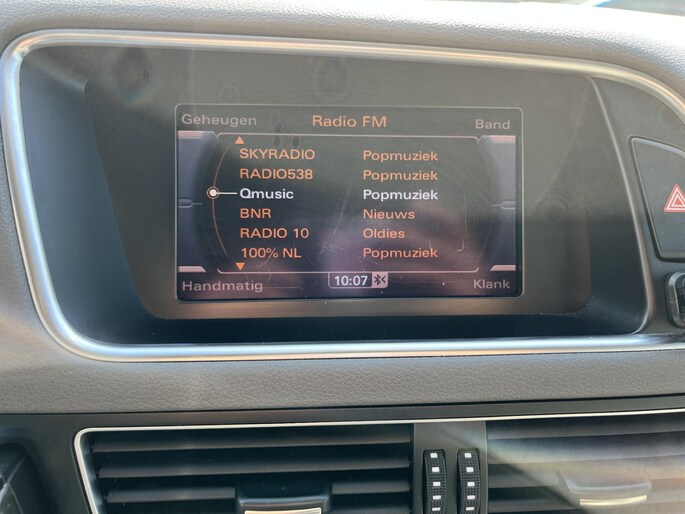 Geheugen Radio FM Band
SKYRADIO Popmuziek
RADIO538 Popmuziek
Qmusic Popmuziek
BNR Nieuws
RADIO 10 Oldies
100% NL Popmuziek
Handmatig 10:07 Klank